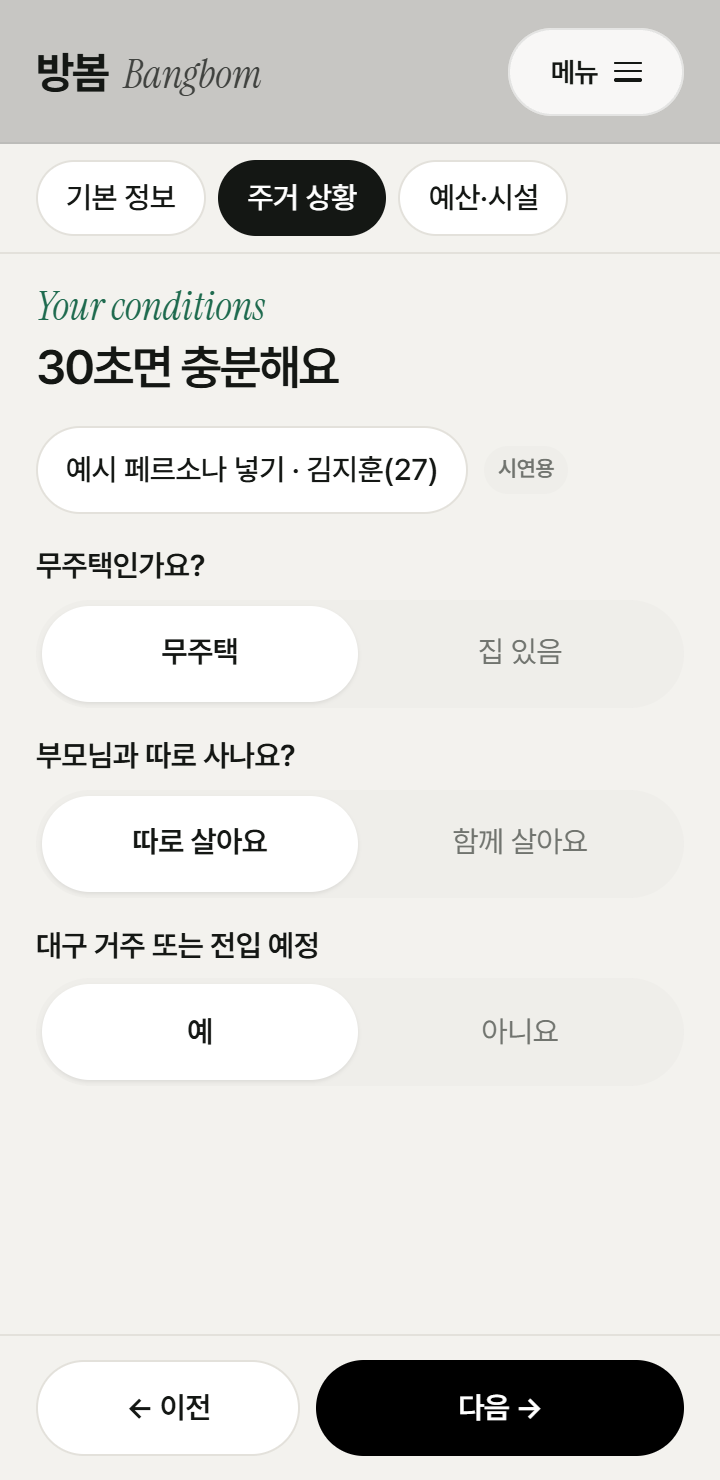 방봄 Bangbom
메뉴
기본 정보
주거 상황
예산·시설
Your conditions
30초면 충분해요
예시 페르소나 넣기 · 김지훈(27)
시연용
무주택인가요?
무주택
집 있음
부모님과 따로 사나요?
따로 살아요
함께 살아요
대구 거주 또는 전입 예정
예
아니요
← 이전
다음 →